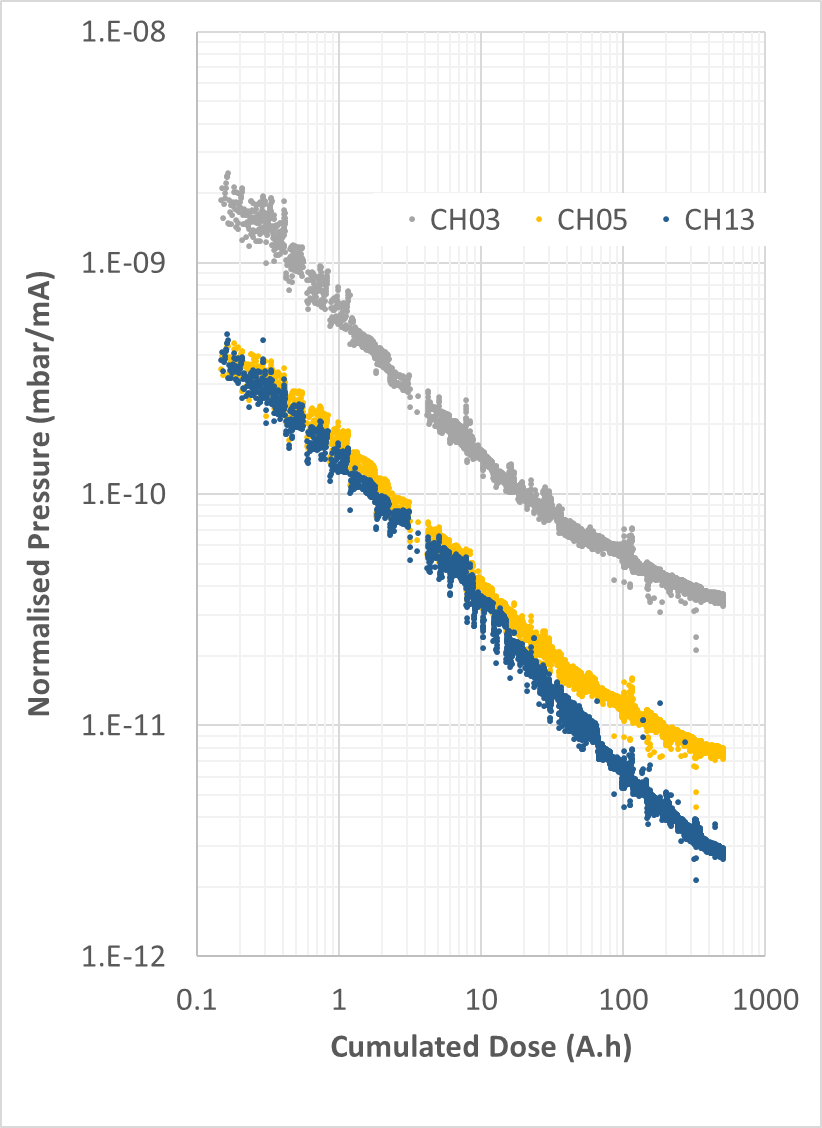 1.E-08
CH03 CH05 CH13
1.E-09
1.E-10
1.E-11
1.E-12
Normalised Pressure (mbar/mA)
0.1 1 10 100 1000
Cumulated Dose (A.h)